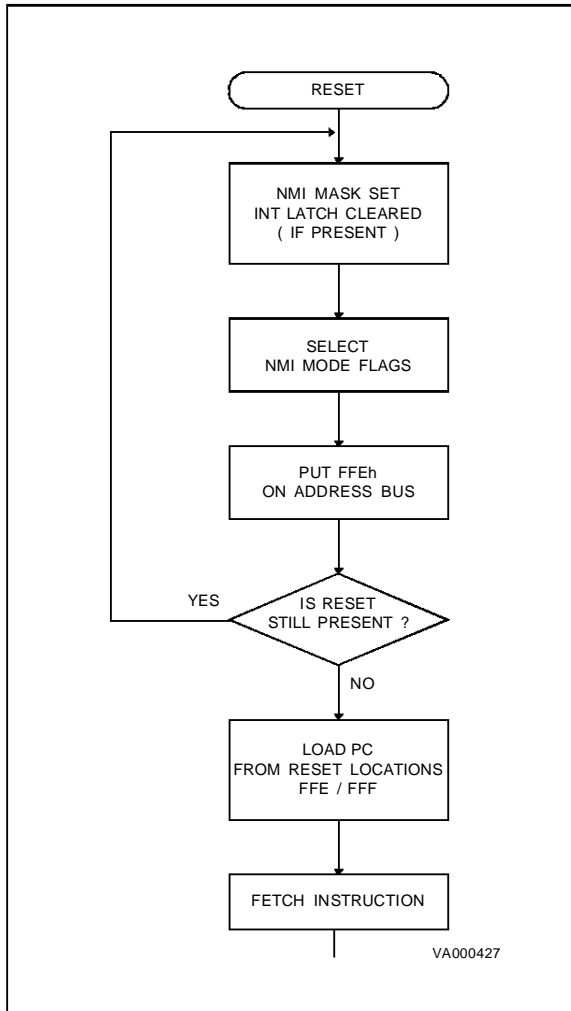 RESET
NMI MASK SET
INT LATCH CLEARED
( IF PRESENT )
SELECT
NMI MODE FLAGS
PUT FFEh
ON ADDRESS BUS
YES
IS RESET
STILL PRESENT ?
NO
LOAD PC
FROM RESET LOCATIONS
FFE / FFF
FETCH INSTRUCTION
VA000427